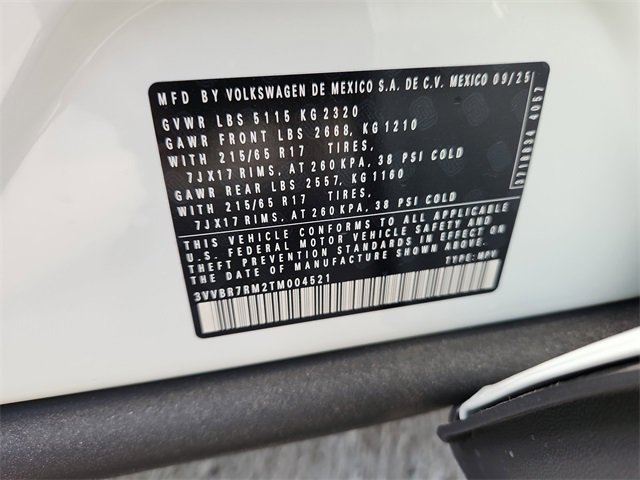 MFD BY VOLKSWAGEN DE MEXICO S.A. DE C.V. MEXICO 09/25
GVWR LBS 5115 KG 2320
GAWR FRONT LBS 2668, KG 1210
WITH 215/65 R17 TIRES,
7JX17 RIMS, AT 260 KPA, 38 PSI COLD
GAWR REAR LBS 2557, KG 1160
WITH 215/65 R17 TIRES,
7JX17 RIMS, AT 260 KPA, 38 PSI COLD
THIS VEHICLE CONFORMS TO ALL APPLICABLE
U.S. FEDERAL MOTOR VEHICLE SAFETY AND
THEFT PREVENTION STANDARDS IN EFFECT ON
THE DATE OF MANUFACTURE SHOWN ABOVE.
TYPE: MPV
3VVBR7RM2TM004521